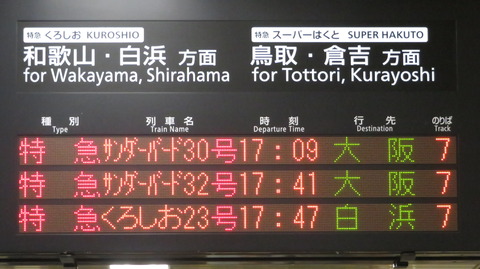 特急 くろしお KUROSHIO
和歌山・白浜 方面
for Wakayama, Shirahama
特急 スーパーはくと SUPER HAKUTO
鳥取・倉吉 方面
for Tottori, Kurayoshi
種別 列車名 時刻 行先 のりば
Type Train Name Departure Time Destination Track
特急 サンダーバード30号 17:09 大阪 7
特急 サンダーバード32号 17:41 大阪 7
特急 くろしお23号 17:47 白浜 7